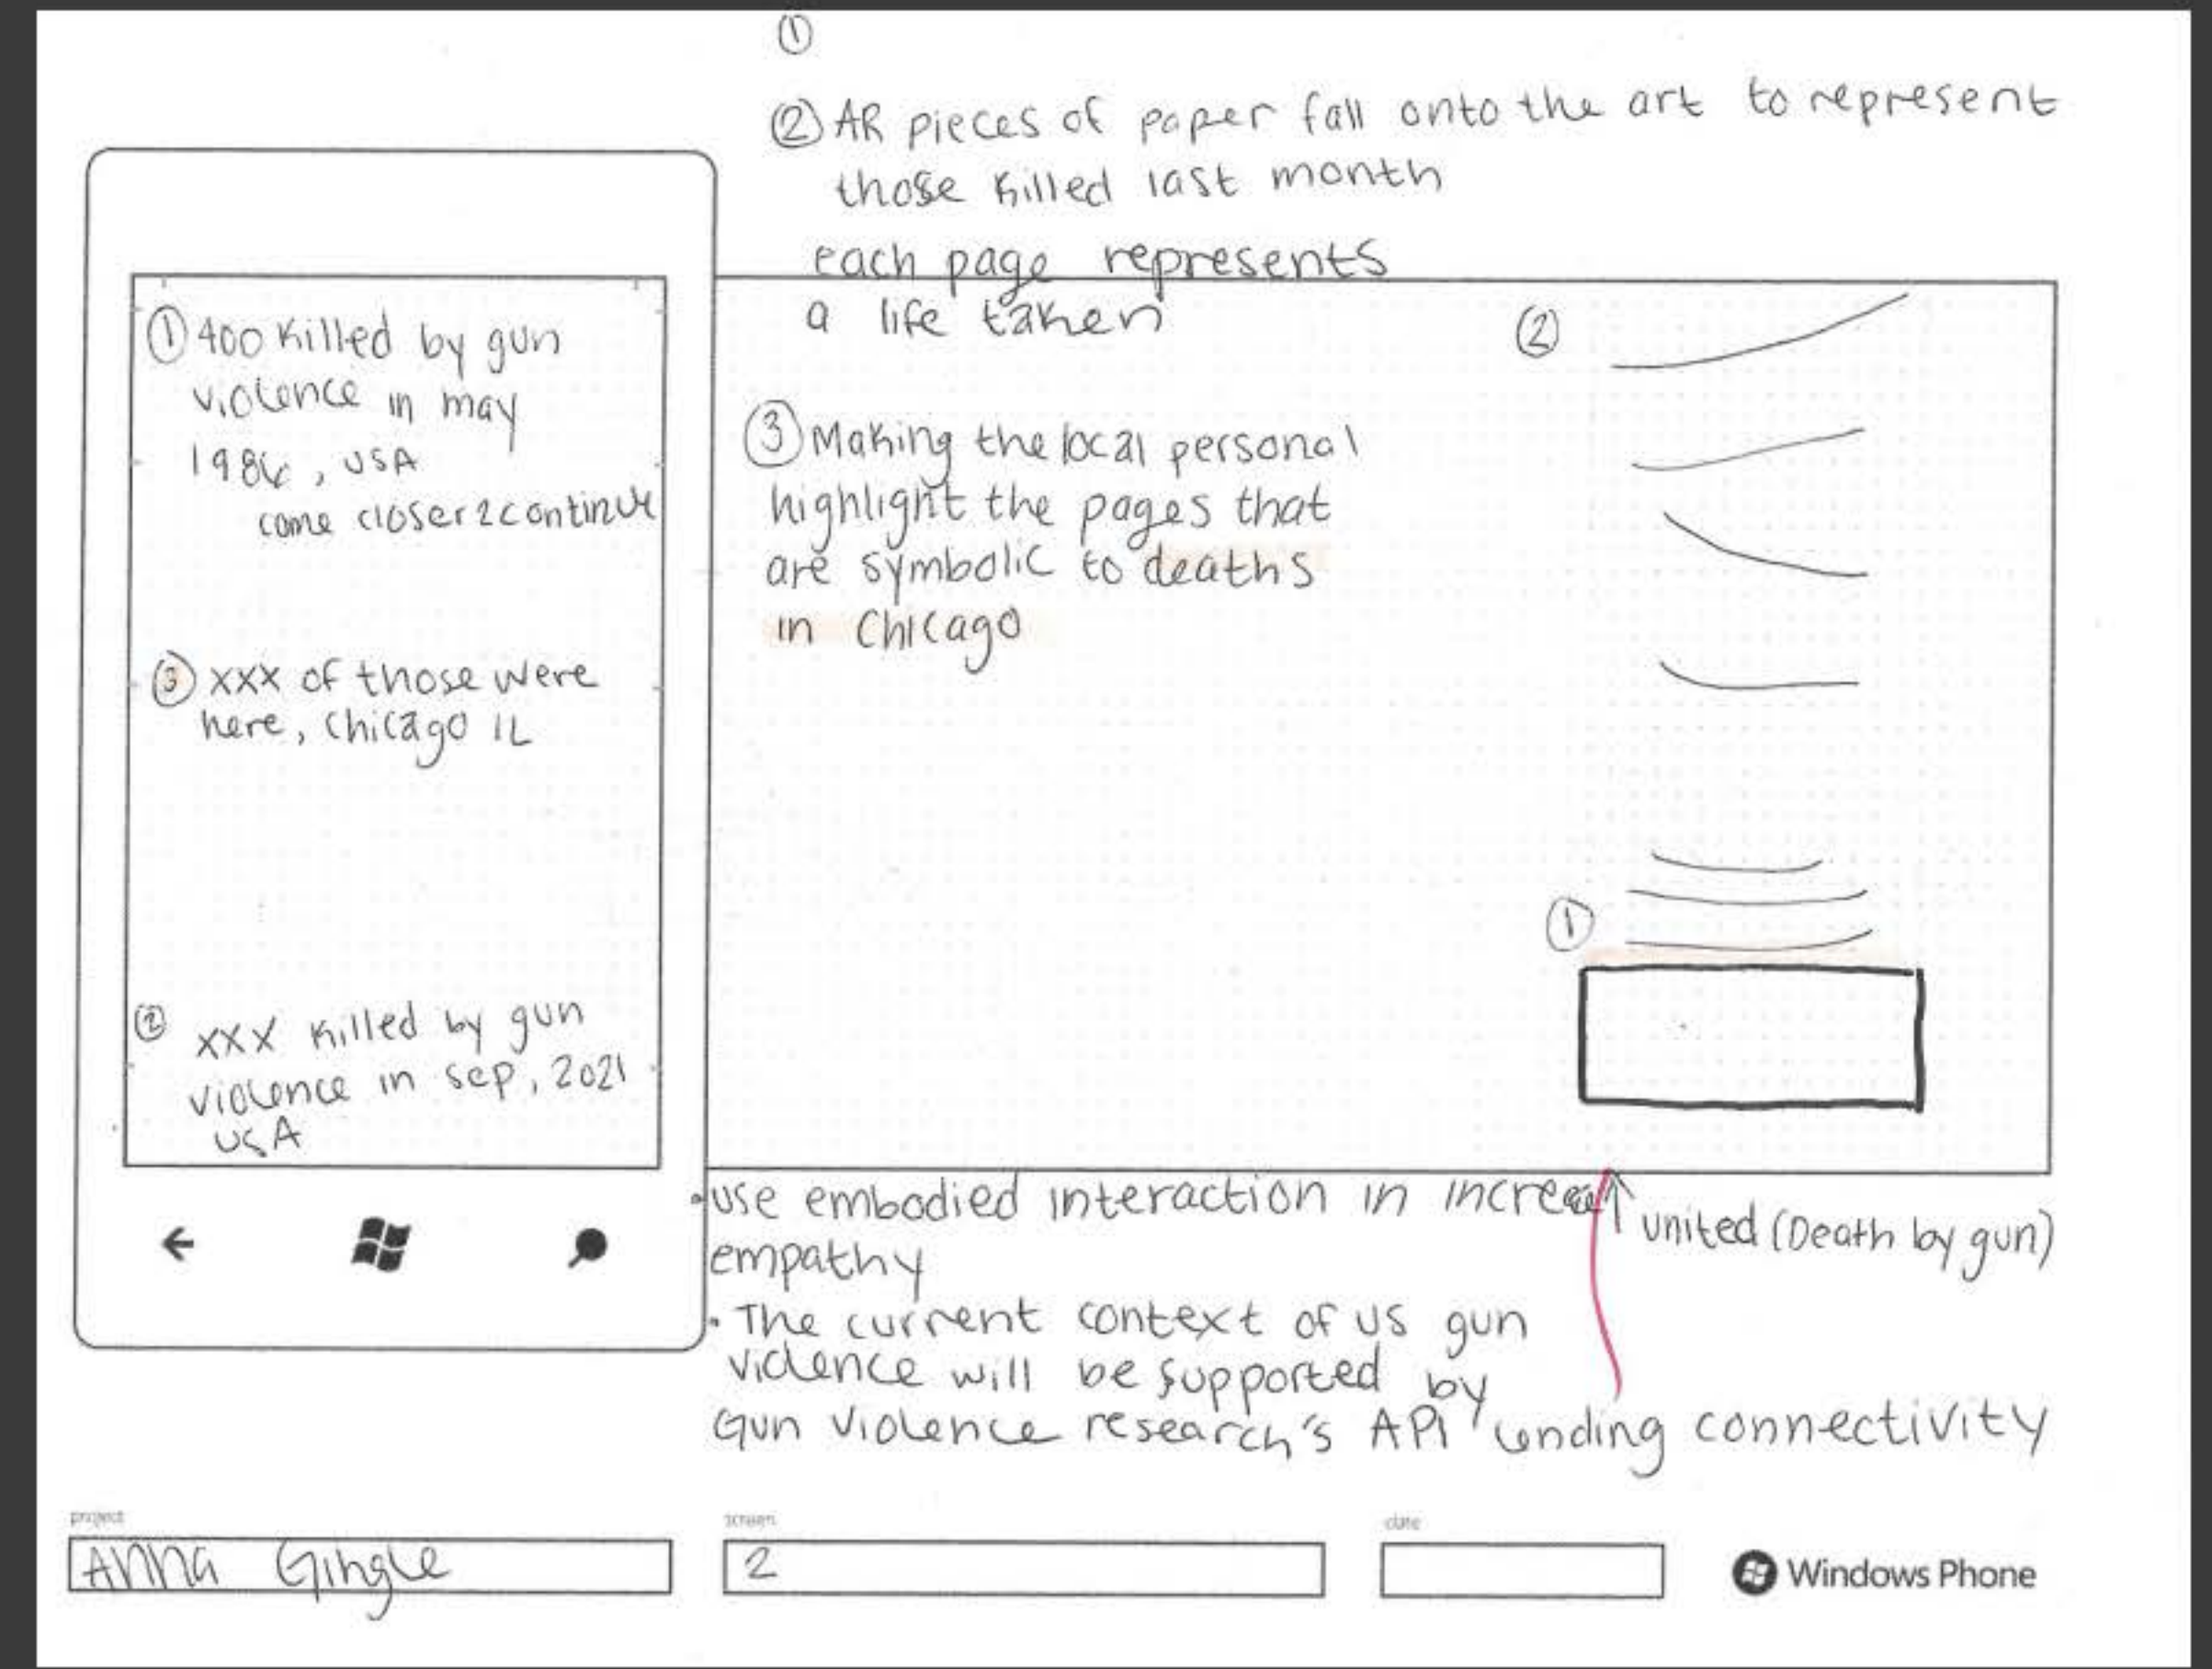 ①
② AR pieces of paper fall onto the art to represent
those killed last month
each page represents
a life taken
① 400 killed by gun
violence in may
, USA
come closer 2 continue
③ xxx of those were
here, Chicago IL
② xxx killed by gun
violence in sep, 2021
USA
③ Making the local personal
highlight the pages that
are symbolic to deaths
in Chicago
②
①
• use embodied interaction in
empathy
• The current context of US gun
violence will be supported by
Gun Violence research's API
united (Death by gun)
connectivity
project
Anna Gingle
screen
2
date
Windows Phone